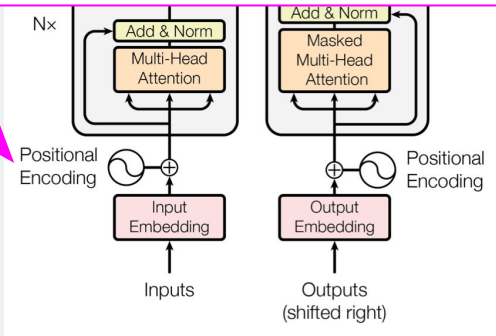 Nx
Add & Norm
Multi-Head
Attention
Positional
Encoding
Input
Embedding
Inputs
Add & Norm
Masked
Multi-Head
Attention
Positional
Encoding
Output
Embedding
Outputs
(shifted right)